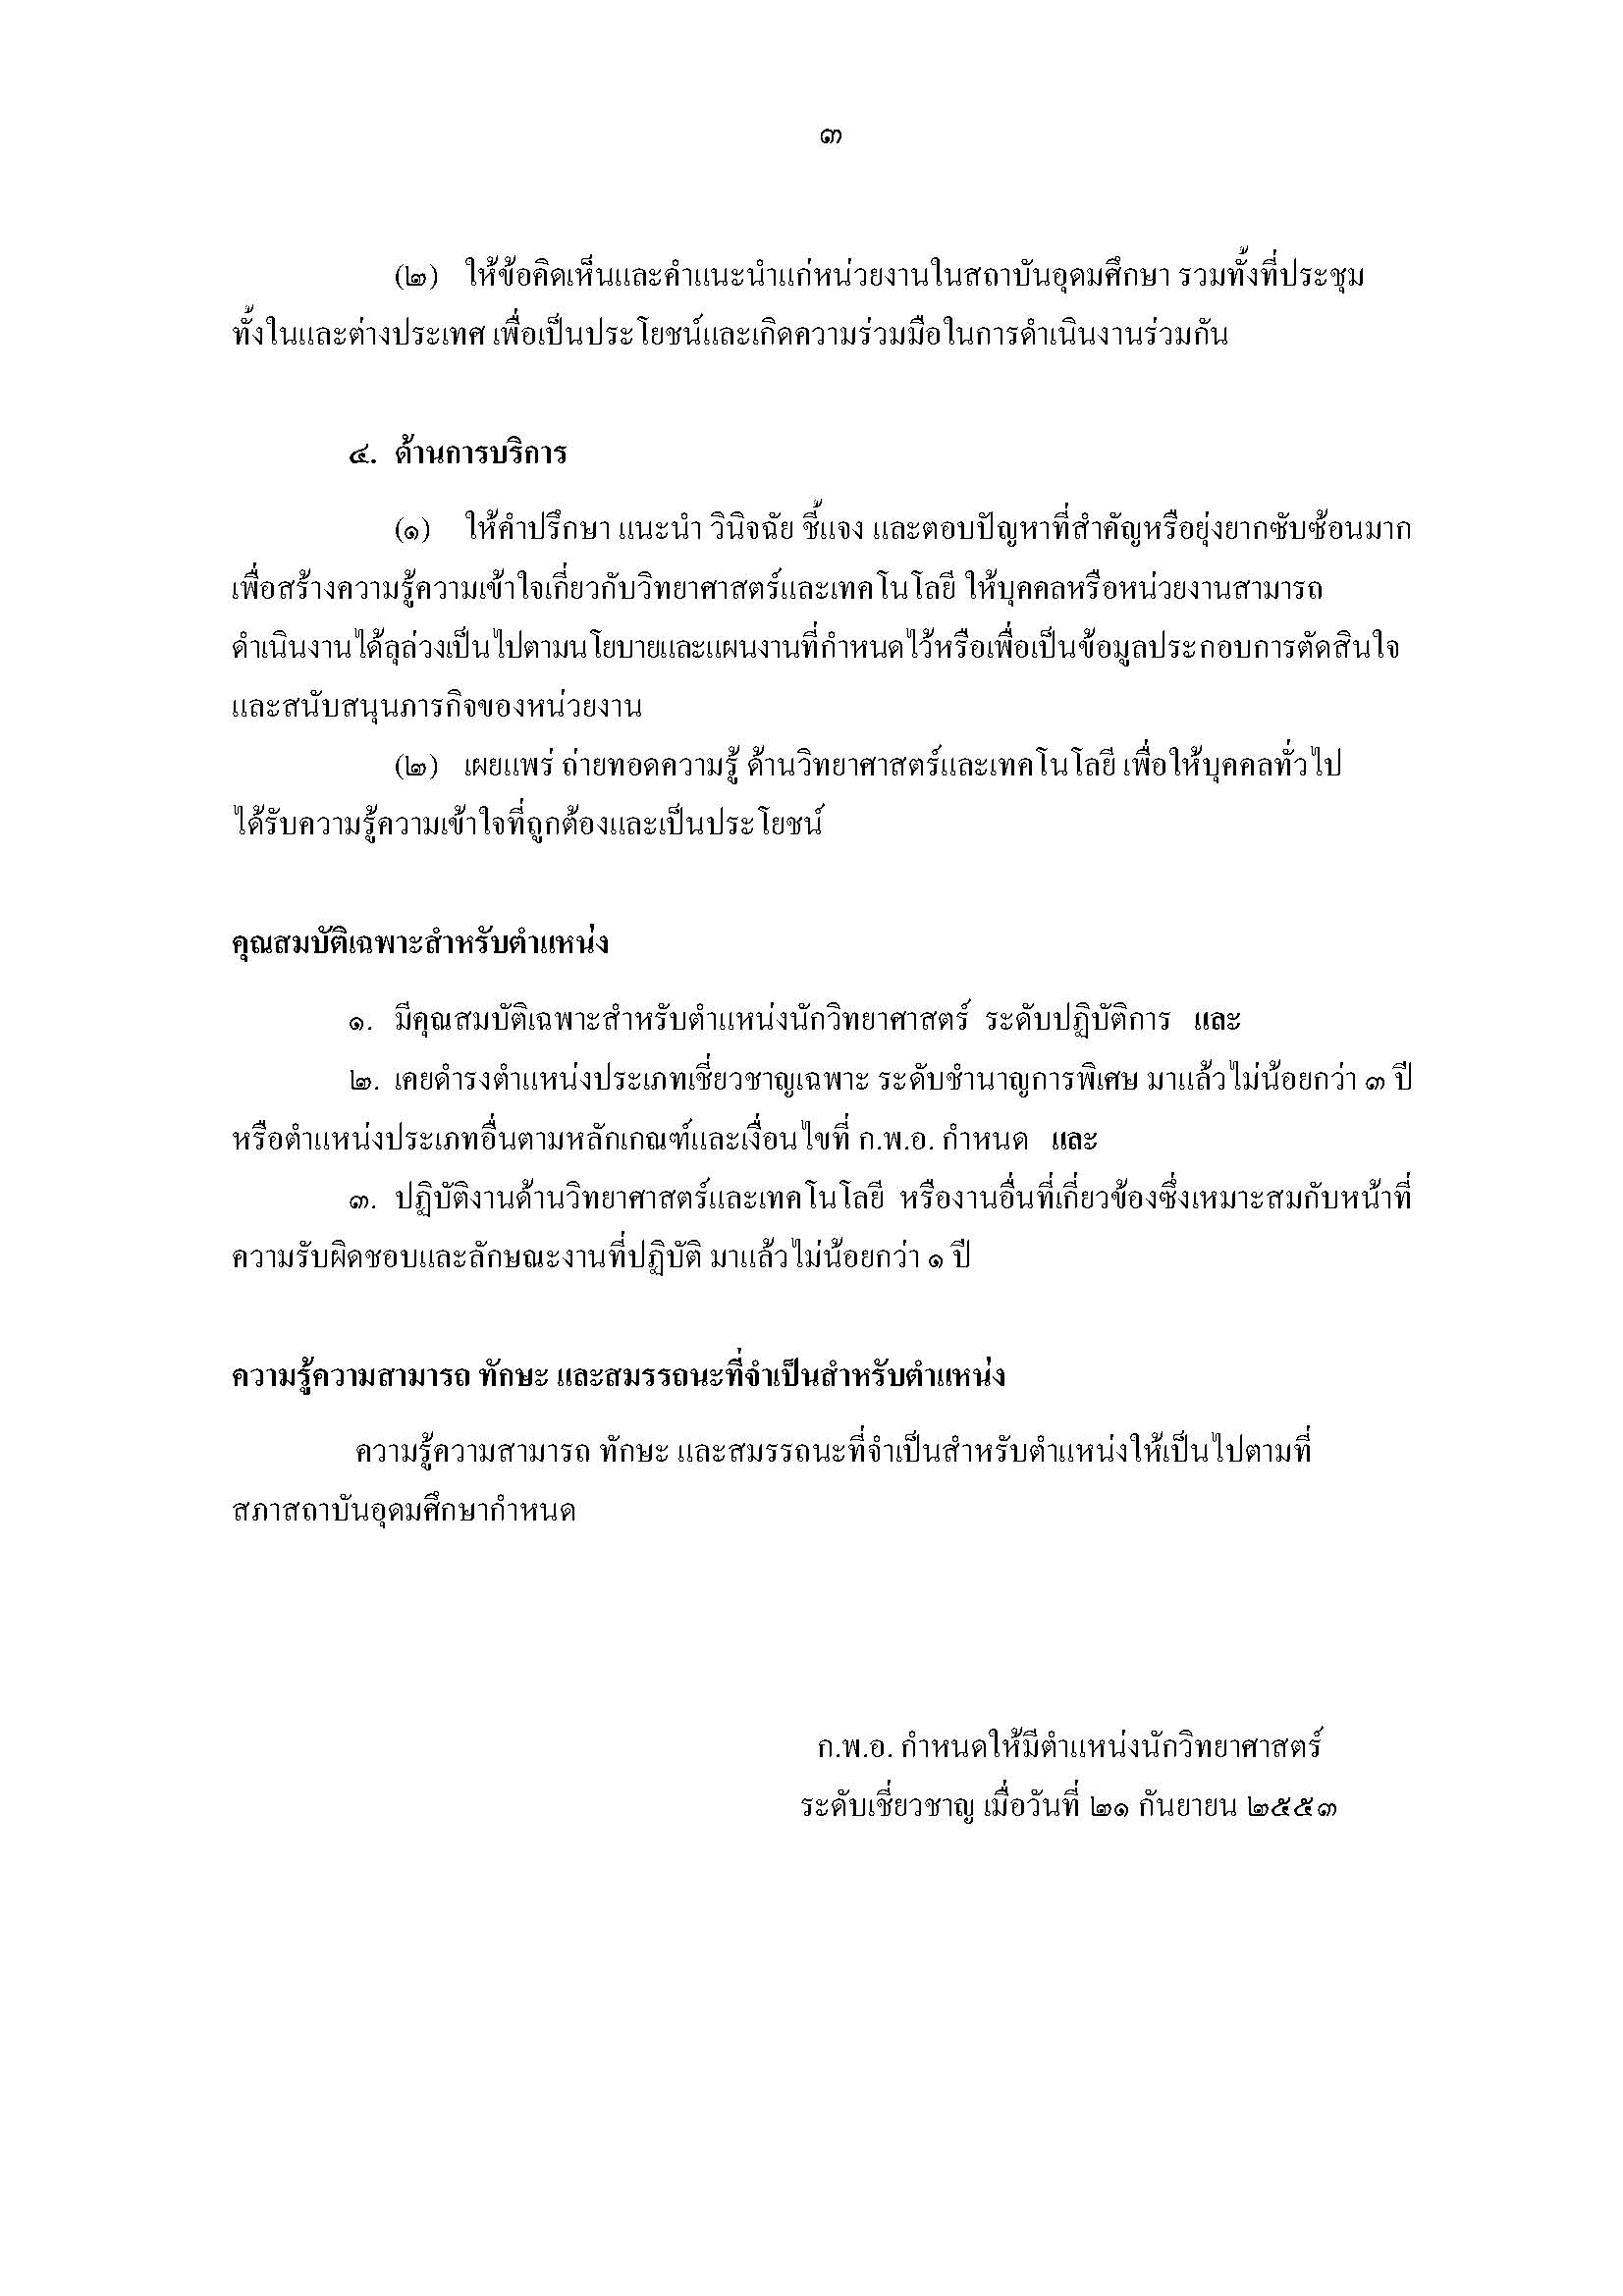 ๓
(๒) ให้ข้อคิดเห็นและคำแนะนำแก่หน่วยงานในสถาบันอุดมศึกษา รวมทั้งที่ประชุม
ทั้งในและต่างประเทศ เพื่อเป็นประโยชน์และเกิดความร่วมมือในการดำเนินงานร่วมกัน
๔. ด้านการบริการ
(๑) ให้คำปรึกษา แนะนำ วินิจฉัย ชี้แจง และตอบปัญหาที่สำคัญหรือยุ่งยากซับซ้อนมาก
เพื่อสร้างความรู้ความเข้าใจเกี่ยวกับวิทยาศาสตร์และเทคโนโลยี ให้บุคคลหรือหน่วยงานสามารถ
ดำเนินงานได้ลุล่วงเป็นไปตามนโยบายและแผนงานที่กำหนดไว้หรือเพื่อเป็นข้อมูลประกอบการตัดสินใจ
และสนับสนุนภารกิจของหน่วยงาน
(๒) เผยแพร่ ถ่ายทอดความรู้ ด้านวิทยาศาสตร์และเทคโนโลยี เพื่อให้บุคคลทั่วไป
ได้รับความรู้ความเข้าใจที่ถูกต้องและเป็นประโยชน์
คุณสมบัติเฉพาะสำหรับตำแหน่ง
๑. มีคุณสมบัติเฉพาะสำหรับตำแหน่งนักวิทยาศาสตร์ ระดับปฏิบัติการ และ
๒. เคยดำรงตำแหน่งประเภทเชี่ยวชาญเฉพาะ ระดับชำนาญการพิเศษ มาแล้วไม่น้อยกว่า ๓ ปี
หรือตำแหน่งประเภทอื่นตามหลักเกณฑ์และเงื่อนไขที่ ก.พ.อ. กำหนด และ
๓. ปฏิบัติงานด้านวิทยาศาสตร์และเทคโนโลยี หรืองานอื่นที่เกี่ยวข้องซึ่งเหมาะสมกับหน้าที่
ความรับผิดชอบและลักษณะงานที่ปฏิบัติ มาแล้วไม่น้อยกว่า ๑ ปี
ความรู้ความสามารถ ทักษะ และสมรรถนะที่จำเป็นสำหรับตำแหน่ง
ความรู้ความสามารถ ทักษะ และสมรรถนะที่จำเป็นสำหรับตำแหน่งให้เป็นไปตามที่
สภาสถาบันอุดมศึกษากำหนด
ก.พ.อ. กำหนดให้มีตำแหน่งนักวิทยาศาสตร์
ระดับเชี่ยวชาญ เมื่อวันที่ ๒๑ กันยายน ๒๕๕๓